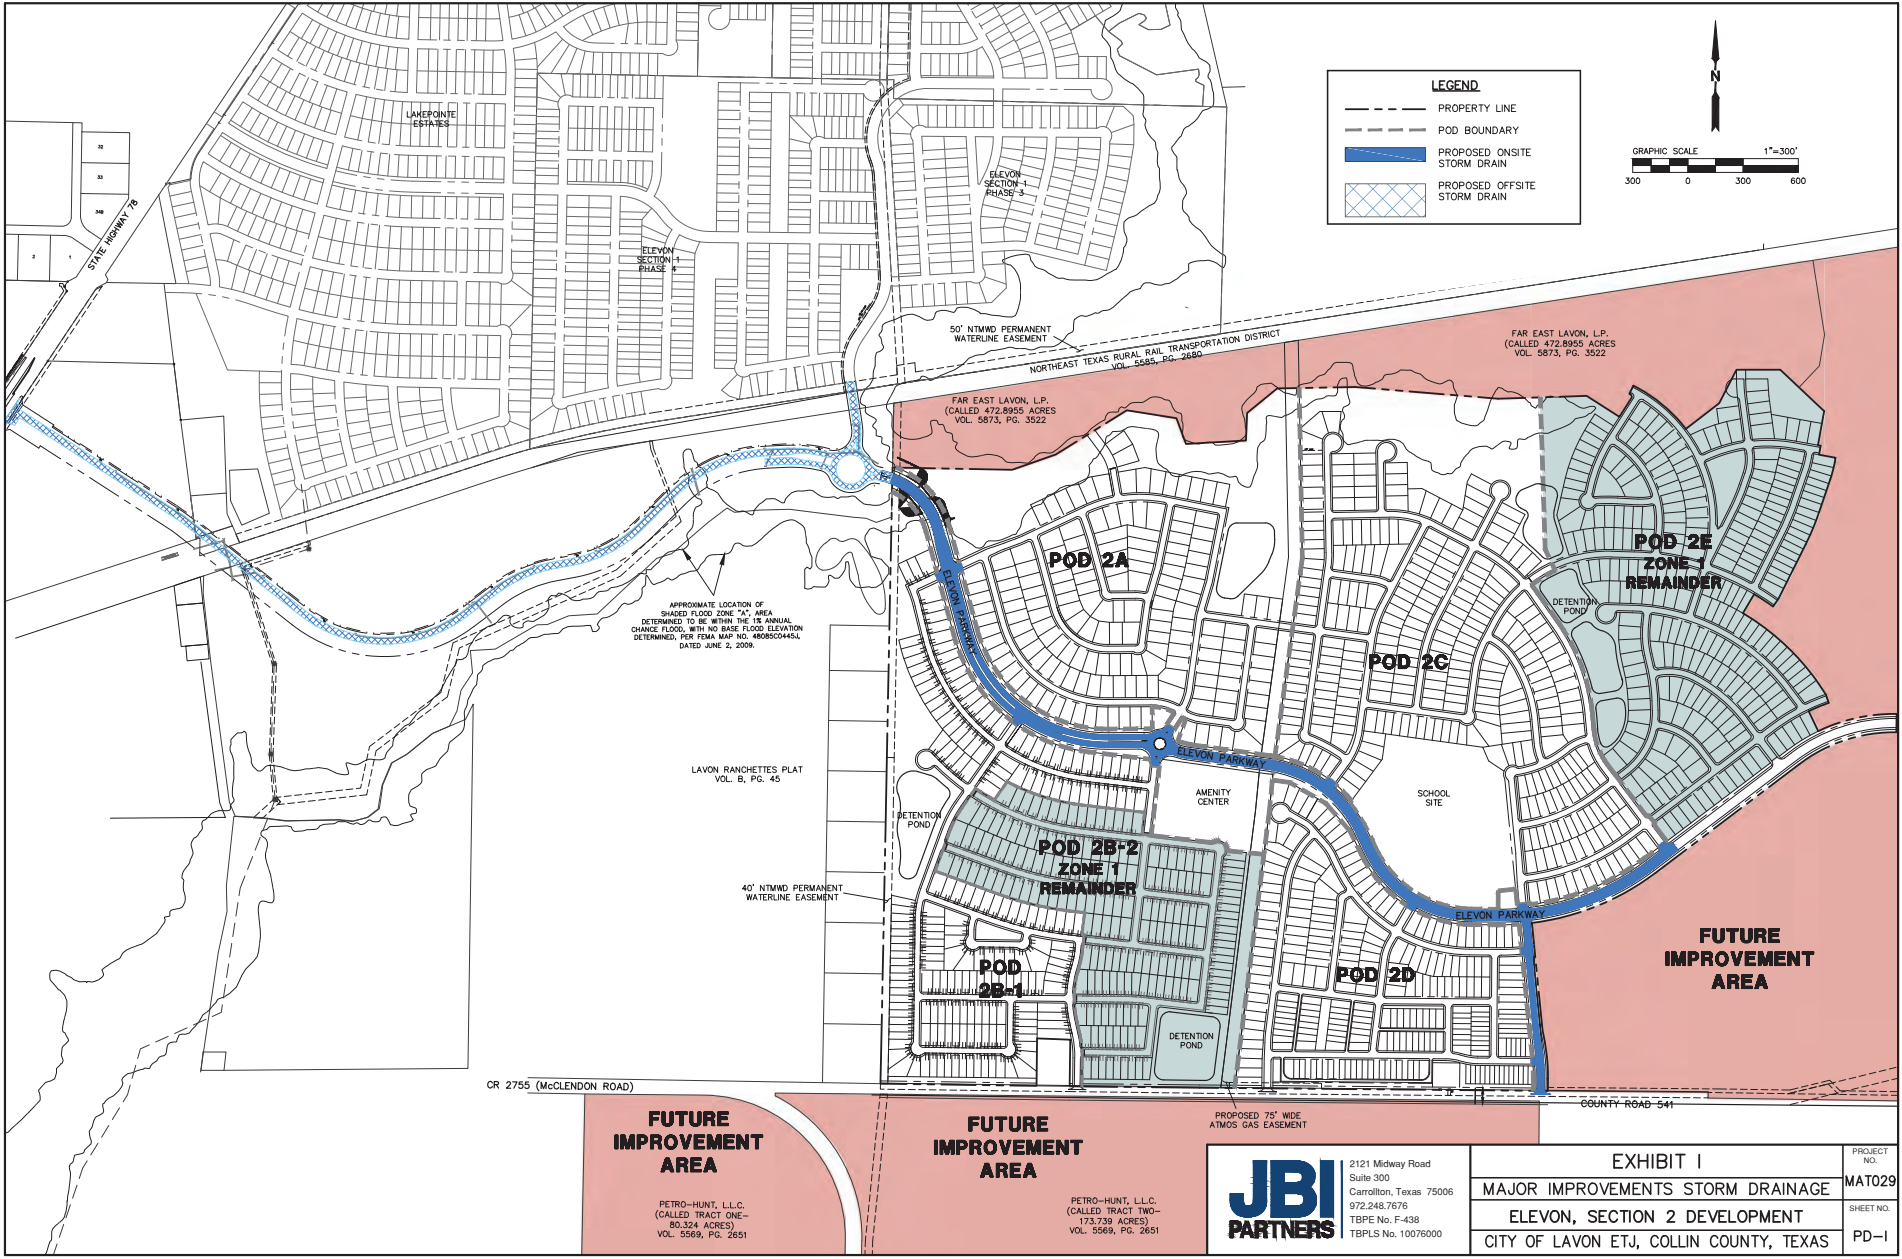 LEGEND
PROPERTY LINE
POD BOUNDARY
PROPOSED ONSITE
STORM DRAIN
PROPOSED OFFSITE
STORM DRAIN
N
GRAPHIC SCALE 1"=300'
300 0 300 600
LAKEPOINTE
ESTATES
32
33
34B
2 1
STATE HIGHWAY 78
ELEVON
SECTION 1
PHASE 3
ELEVON
SECTION 1
PHASE 4
50' NTMWD PERMANENT
WATERLINE EASEMENT
NORTHEAST TEXAS RURAL RAIL TRANSPORTATION DISTRICT
VOL. 5585, PG. 2680
FAR EAST LAVON, L.P.
(CALLED 472.8955 ACRES
VOL. 5873, PG. 3522
FAR EAST LAVON, L.P.
(CALLED 472.8955 ACRES
VOL. 5873, PG. 3522
POD 2A
POD 2E
ZONE 1
REMAINDER
DETENTION
POND
ELEVON PARKWAY
APPROXIMATE LOCATION OF
SHADED FLOOD ZONE "A", AREA
DETERMINED TO BE WITHIN THE 1% ANNUAL
CHANCE FLOOD, WITH NO BASE FLOOD ELEVATION
DETERMINED, PER FEMA MAP NO. 48085C0445J,
DATED JUNE 2, 2009.
POD 2C
ELEVON PARKWAY
LAVON RANCHETTES PLAT
VOL. B, PG. 45
AMENITY
CENTER
SCHOOL
SITE
DETENTION
POND
POD 2B-2
ZONE 1
REMAINDER
40' NTMWD PERMANENT
WATERLINE EASEMENT
ELEVON PARKWAY
FUTURE
IMPROVEMENT
AREA
POD
2B-1
POD 2D
DETENTION
POND
CR 2755 (McCLENDON ROAD)
COUNTY ROAD 541
PROPOSED 75' WIDE
ATMOS GAS EASEMENT
FUTURE
IMPROVEMENT
AREA
PETRO-HUNT, L.L.C.
(CALLED TRACT ONE-
80.324 ACRES)
VOL. 5569, PG. 2651
FUTURE
IMPROVEMENT
AREA
PETRO-HUNT, L.L.C.
(CALLED TRACT TWO-
173.739 ACRES)
VOL. 5569, PG. 2651
JBI
PARTNERS
2121 Midway Road
Suite 300
Carrollton, Texas 75006
972.248.7676
TBPE No. F-438
TBPLS No. 10076000
EXHIBIT I
MAJOR IMPROVEMENTS STORM DRAINAGE
ELEVON, SECTION 2 DEVELOPMENT
CITY OF LAVON ETJ, COLLIN COUNTY, TEXAS
PROJECT
NO.
MAT029
SHEET NO.
PD-1